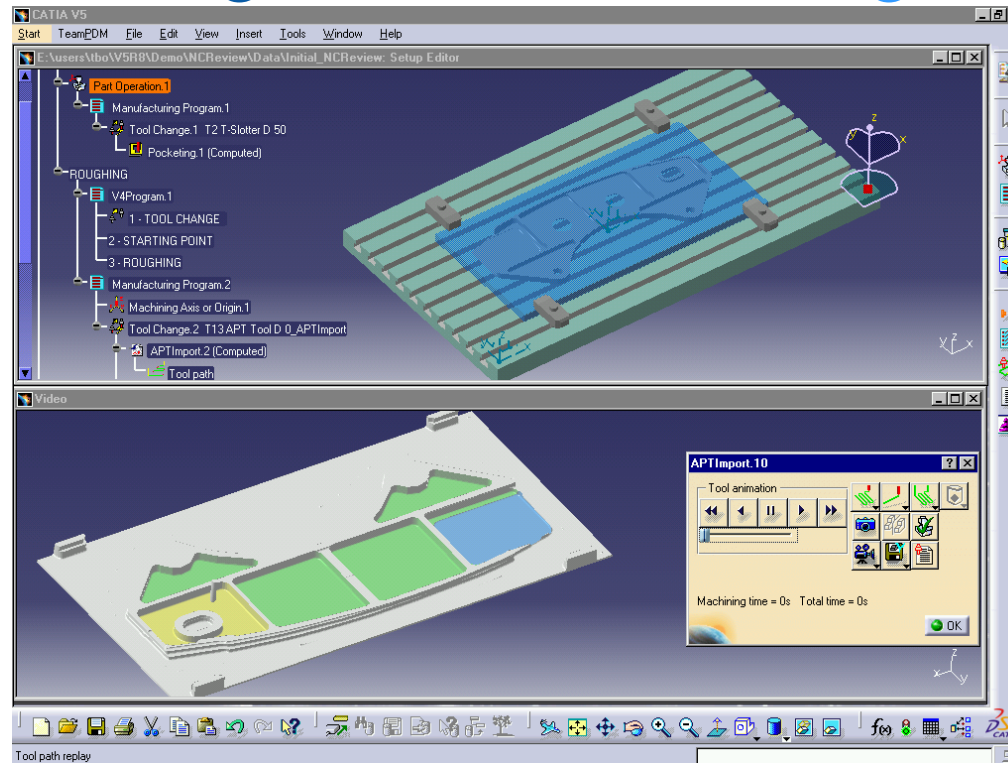 CATIA V5
Start TeamPDM File Edit View Insert Tools Window Help
E:\users\tbo\V5R8\Demo\NCReview\Data\Initial_NCReview: Setup Editor
Part Operation.1
Manufacturing Program.1
Tool Change.1 T2 T-Slotter D 50
Pocketing.1 (Computed)
ROUGHING
V4Program.1
1 - TOOL CHANGE
2 - STARTING POINT
3 - ROUGHING
Manufacturing Program.2
Machining Axis or Origin.1
Tool Change.2 T13 APT Tool D 0_APTImport
APTImport.2 (Computed)
Tool path
z
y x
y z x
Video
APTImport.10
Tool animation
Machining time = 0s Total time = 0s
OK
z
x y
f(x)
Tool path replay